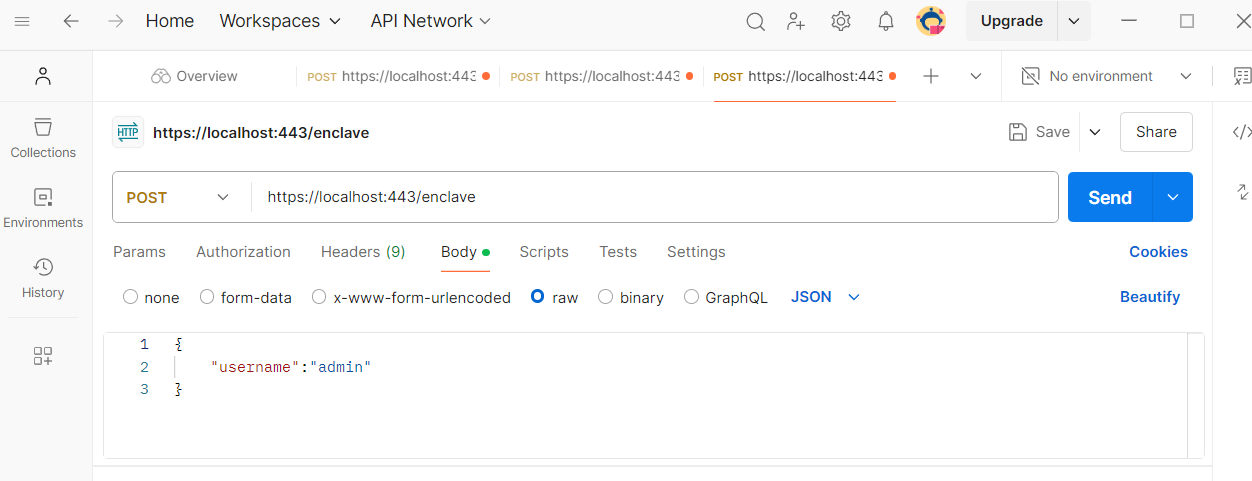 Home Workspaces API Network Upgrade
Overview POST https://localhost:443 POST https://localhost:443 POST https://localhost:443 No environment
HTTP https://localhost:443/enclave Save Share
Collections
POST https://localhost:443/enclave Send
Environments
Params Authorization Headers (9) Body Scripts Tests Settings Cookies
History
none form-data x-www-form-urlencoded raw binary GraphQL JSON Beautify
1 {
2 "username":"admin"
3 }